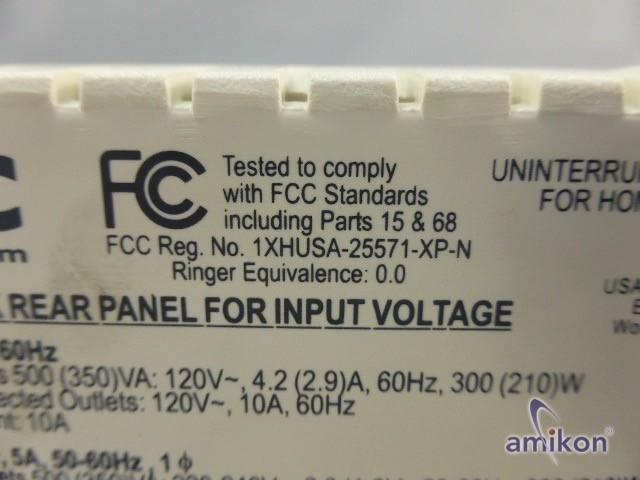 C
m
FC Tested to comply
with FCC Standards
including Parts 15 & 68
FCC Reg. No. 1XHUSA-25571-XP-N
Ringer Equivalence: 0.0
UNINTERRU
FOR HOM
REAR PANEL FOR INPUT VOLTAGE
USA
60Hz
s 500 (350)VA: 120V~, 4.2 (2.9)A, 60Hz, 300 (210)W
ected Outlets: 120V~, 10A, 60Hz
nt: 10A
, 5A, 50-60Hz, 1 ϕ
amikon